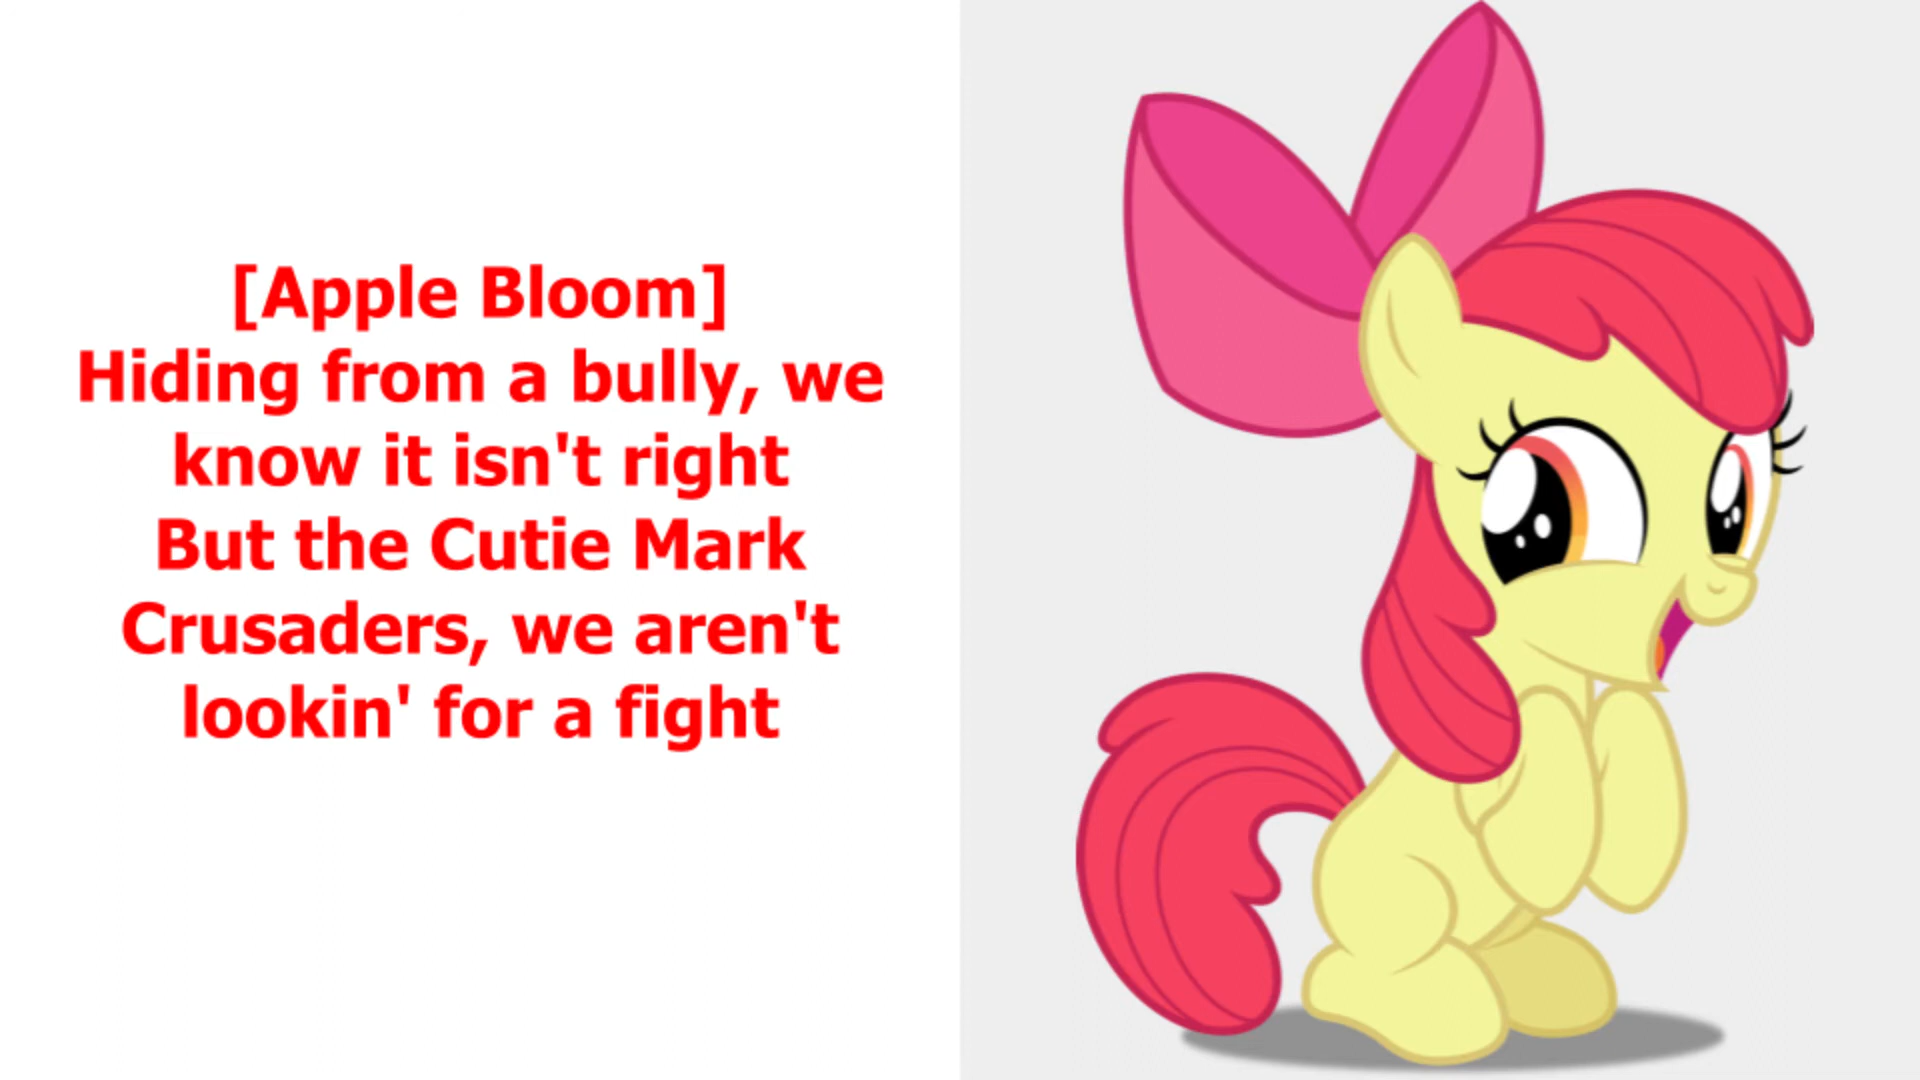 [Apple Bloom]
Hiding from a bully, we
know it isn't right
But the Cutie Mark
Crusaders, we aren't
lookin' for a fight